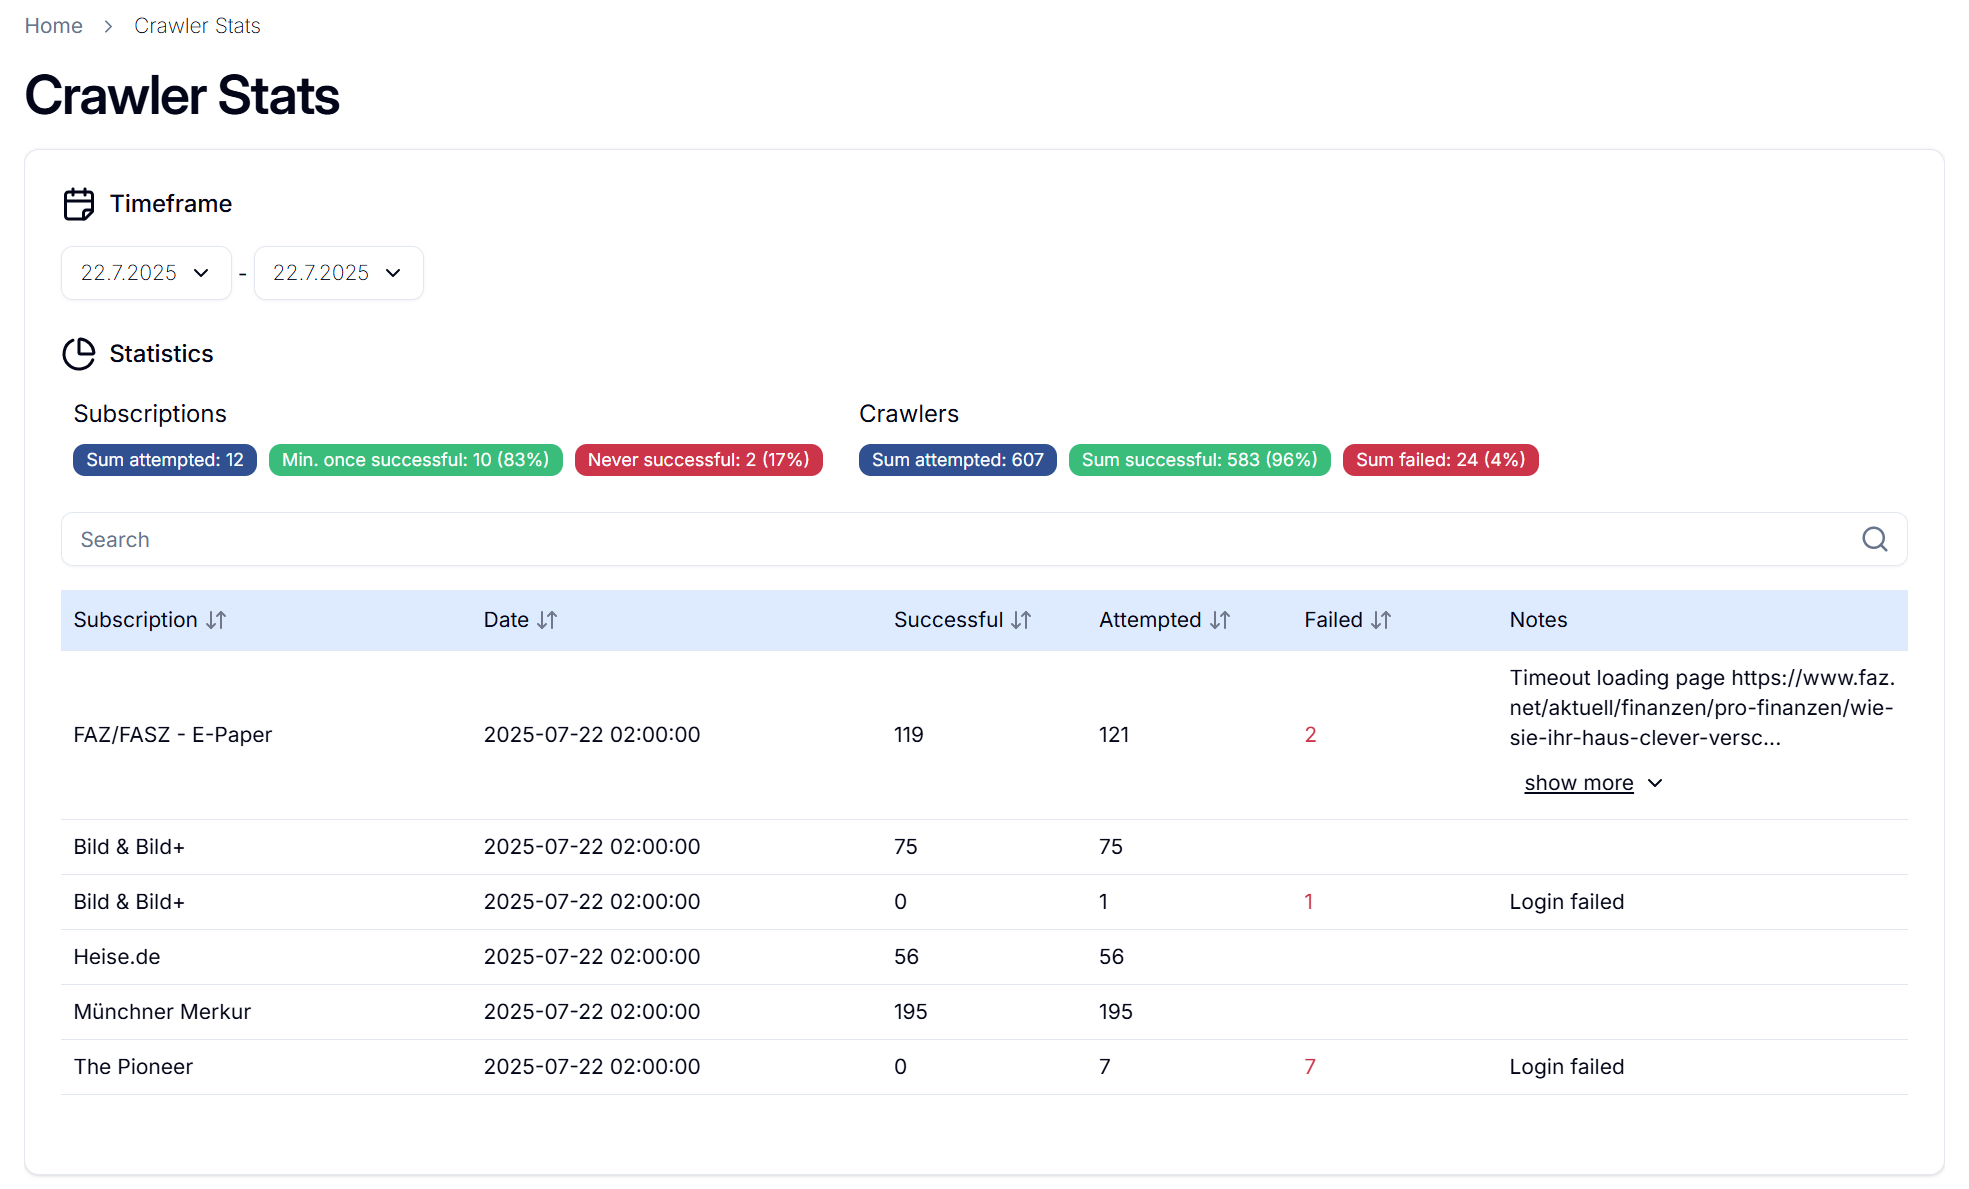 Home > Crawler Stats
Crawler Stats
Timeframe
22.7.2025 - 22.7.2025
Statistics
Subscriptions
Sum attempted: 12 Min. once successful: 10 (83%) Never successful: 2 (17%)
Crawlers
Sum attempted: 607 Sum successful: 583 (96%) Sum failed: 24 (4%)
Search
Subscription Date Successful Attempted Failed Notes
FAZ/FASZ - E-Paper 2025-07-22 02:00:00 119 121 2
Timeout loading page https://www.faz.
net/aktuell/finanzen/pro-finanzen/wie-
sie-ihr-haus-clever-versc...
show more
Bild & Bild+ 2025-07-22 02:00:00 75 75
Bild & Bild+ 2025-07-22 02:00:00 0 1 1 Login failed
Heise.de 2025-07-22 02:00:00 56 56
Münchner Merkur 2025-07-22 02:00:00 195 195
The Pioneer 2025-07-22 02:00:00 0 7 7 Login failed